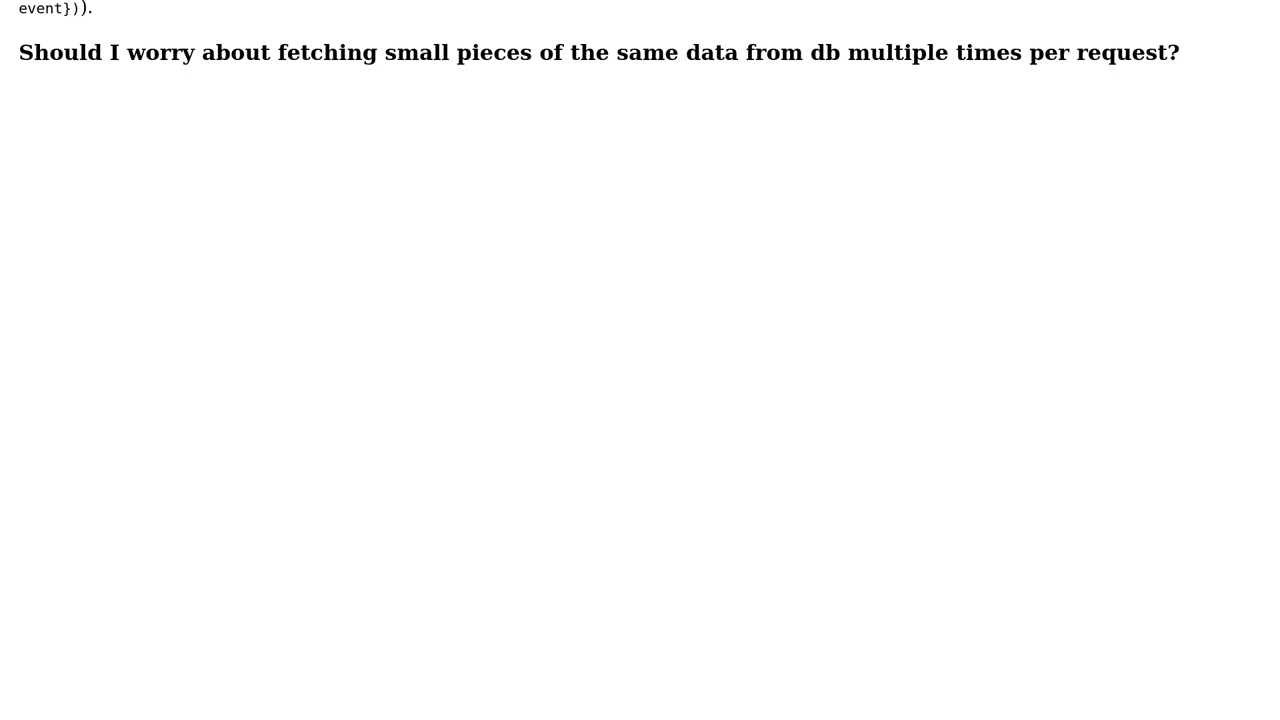 event})).
Should I worry about fetching small pieces of the same data from db multiple times per request?